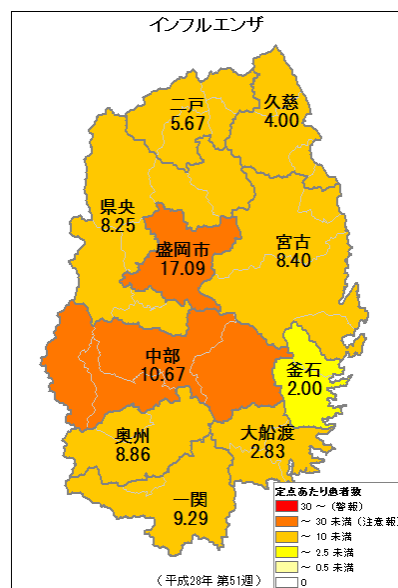 インフルエンザ
二戸
5.67
久慈
4.00
県央
8.25
盛岡市
17.09
宮古
8.40
中部
10.67
釜石
2.00
奥州
8.86
大船渡
2.83
一関
9.29
定点あたり患者数
30 ～ (警報)
～ 30 未満 (注意報)
～ 10 未満
～ 2.5 未満
～ 0.5 未満
0
(平成28年 第51週)